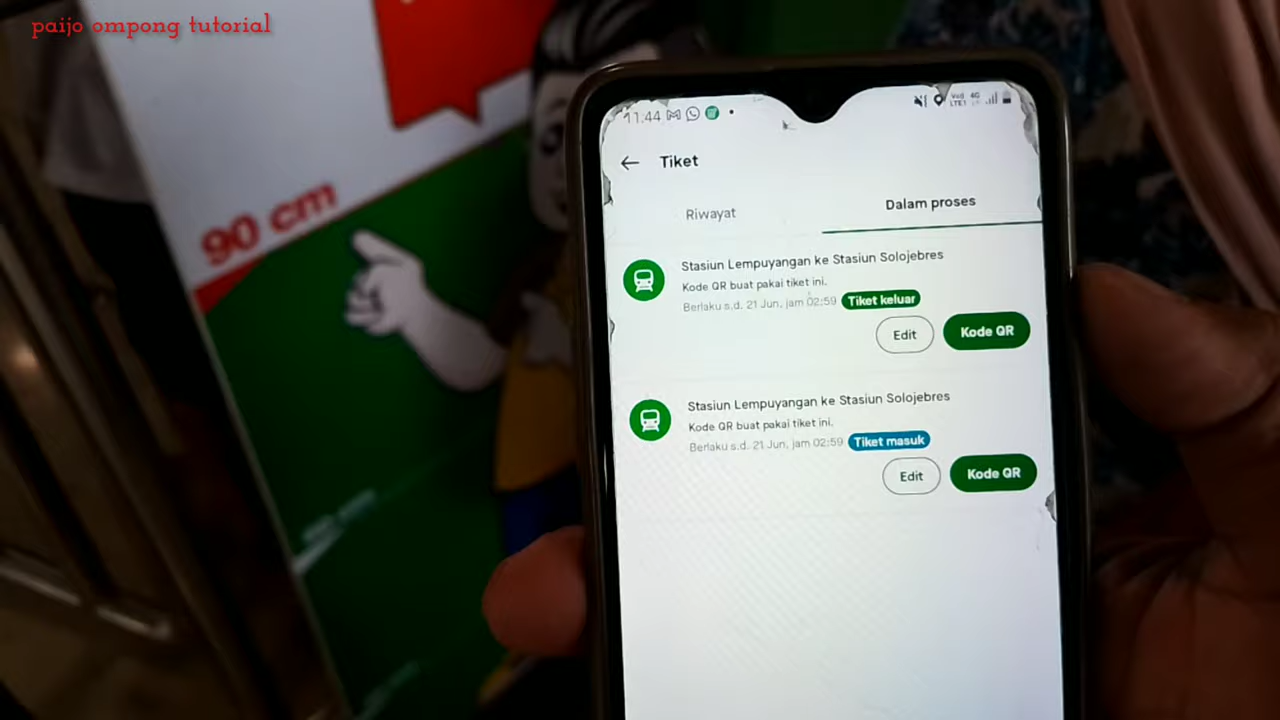 paijo ompong tutorial
90 cm
11:44
Tiket
Riwayat
Dalam proses
Stasiun Lempuyangan ke Stasiun Solojebres
Kode QR buat pakai tiket ini.
Berlaku s.d. 21 Jun, jam 02:59 Tiket keluar
Edit
Kode QR
Stasiun Lempuyangan ke Stasiun Solojebres
Kode QR buat pakai tiket ini.
Berlaku s.d. 21 Jun, jam 02:59 Tiket masuk
Edit
Kode QR